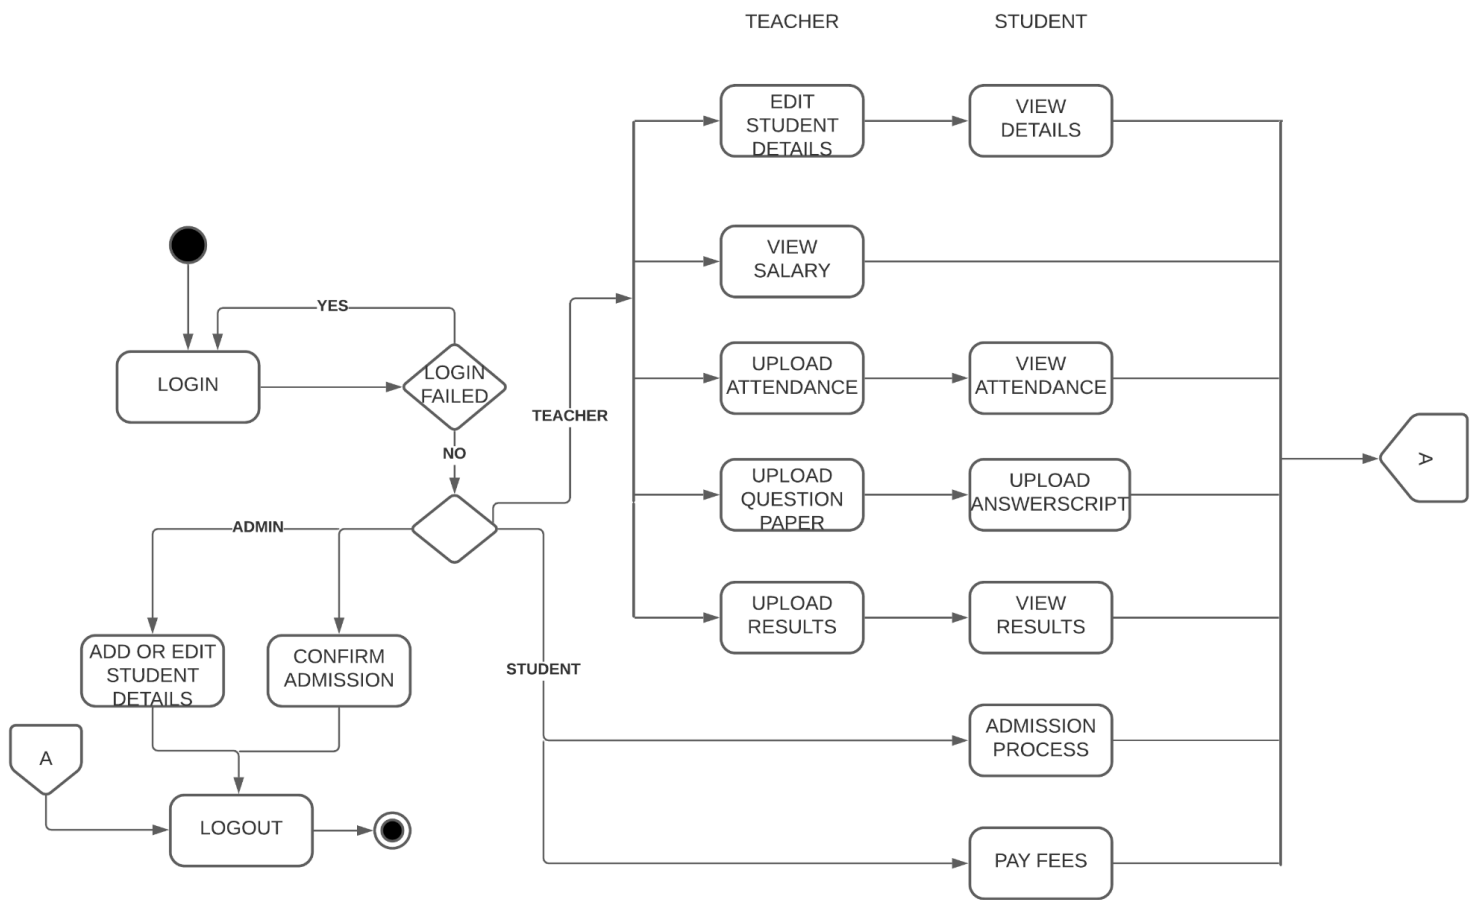 TEACHER
STUDENT
EDIT
STUDENT
DETAILS
VIEW
DETAILS
VIEW
SALARY
YES
LOGIN
LOGIN
FAILED
UPLOAD
ATTENDANCE
VIEW
ATTENDANCE
TEACHER
NO
UPLOAD
QUESTION
PAPER
UPLOAD
ANSWERSCRIPT
A
ADMIN
UPLOAD
RESULTS
VIEW
RESULTS
ADD OR EDIT
STUDENT
DETAILS
CONFIRM
ADMISSION
STUDENT
ADMISSION
PROCESS
A
LOGOUT
PAY FEES